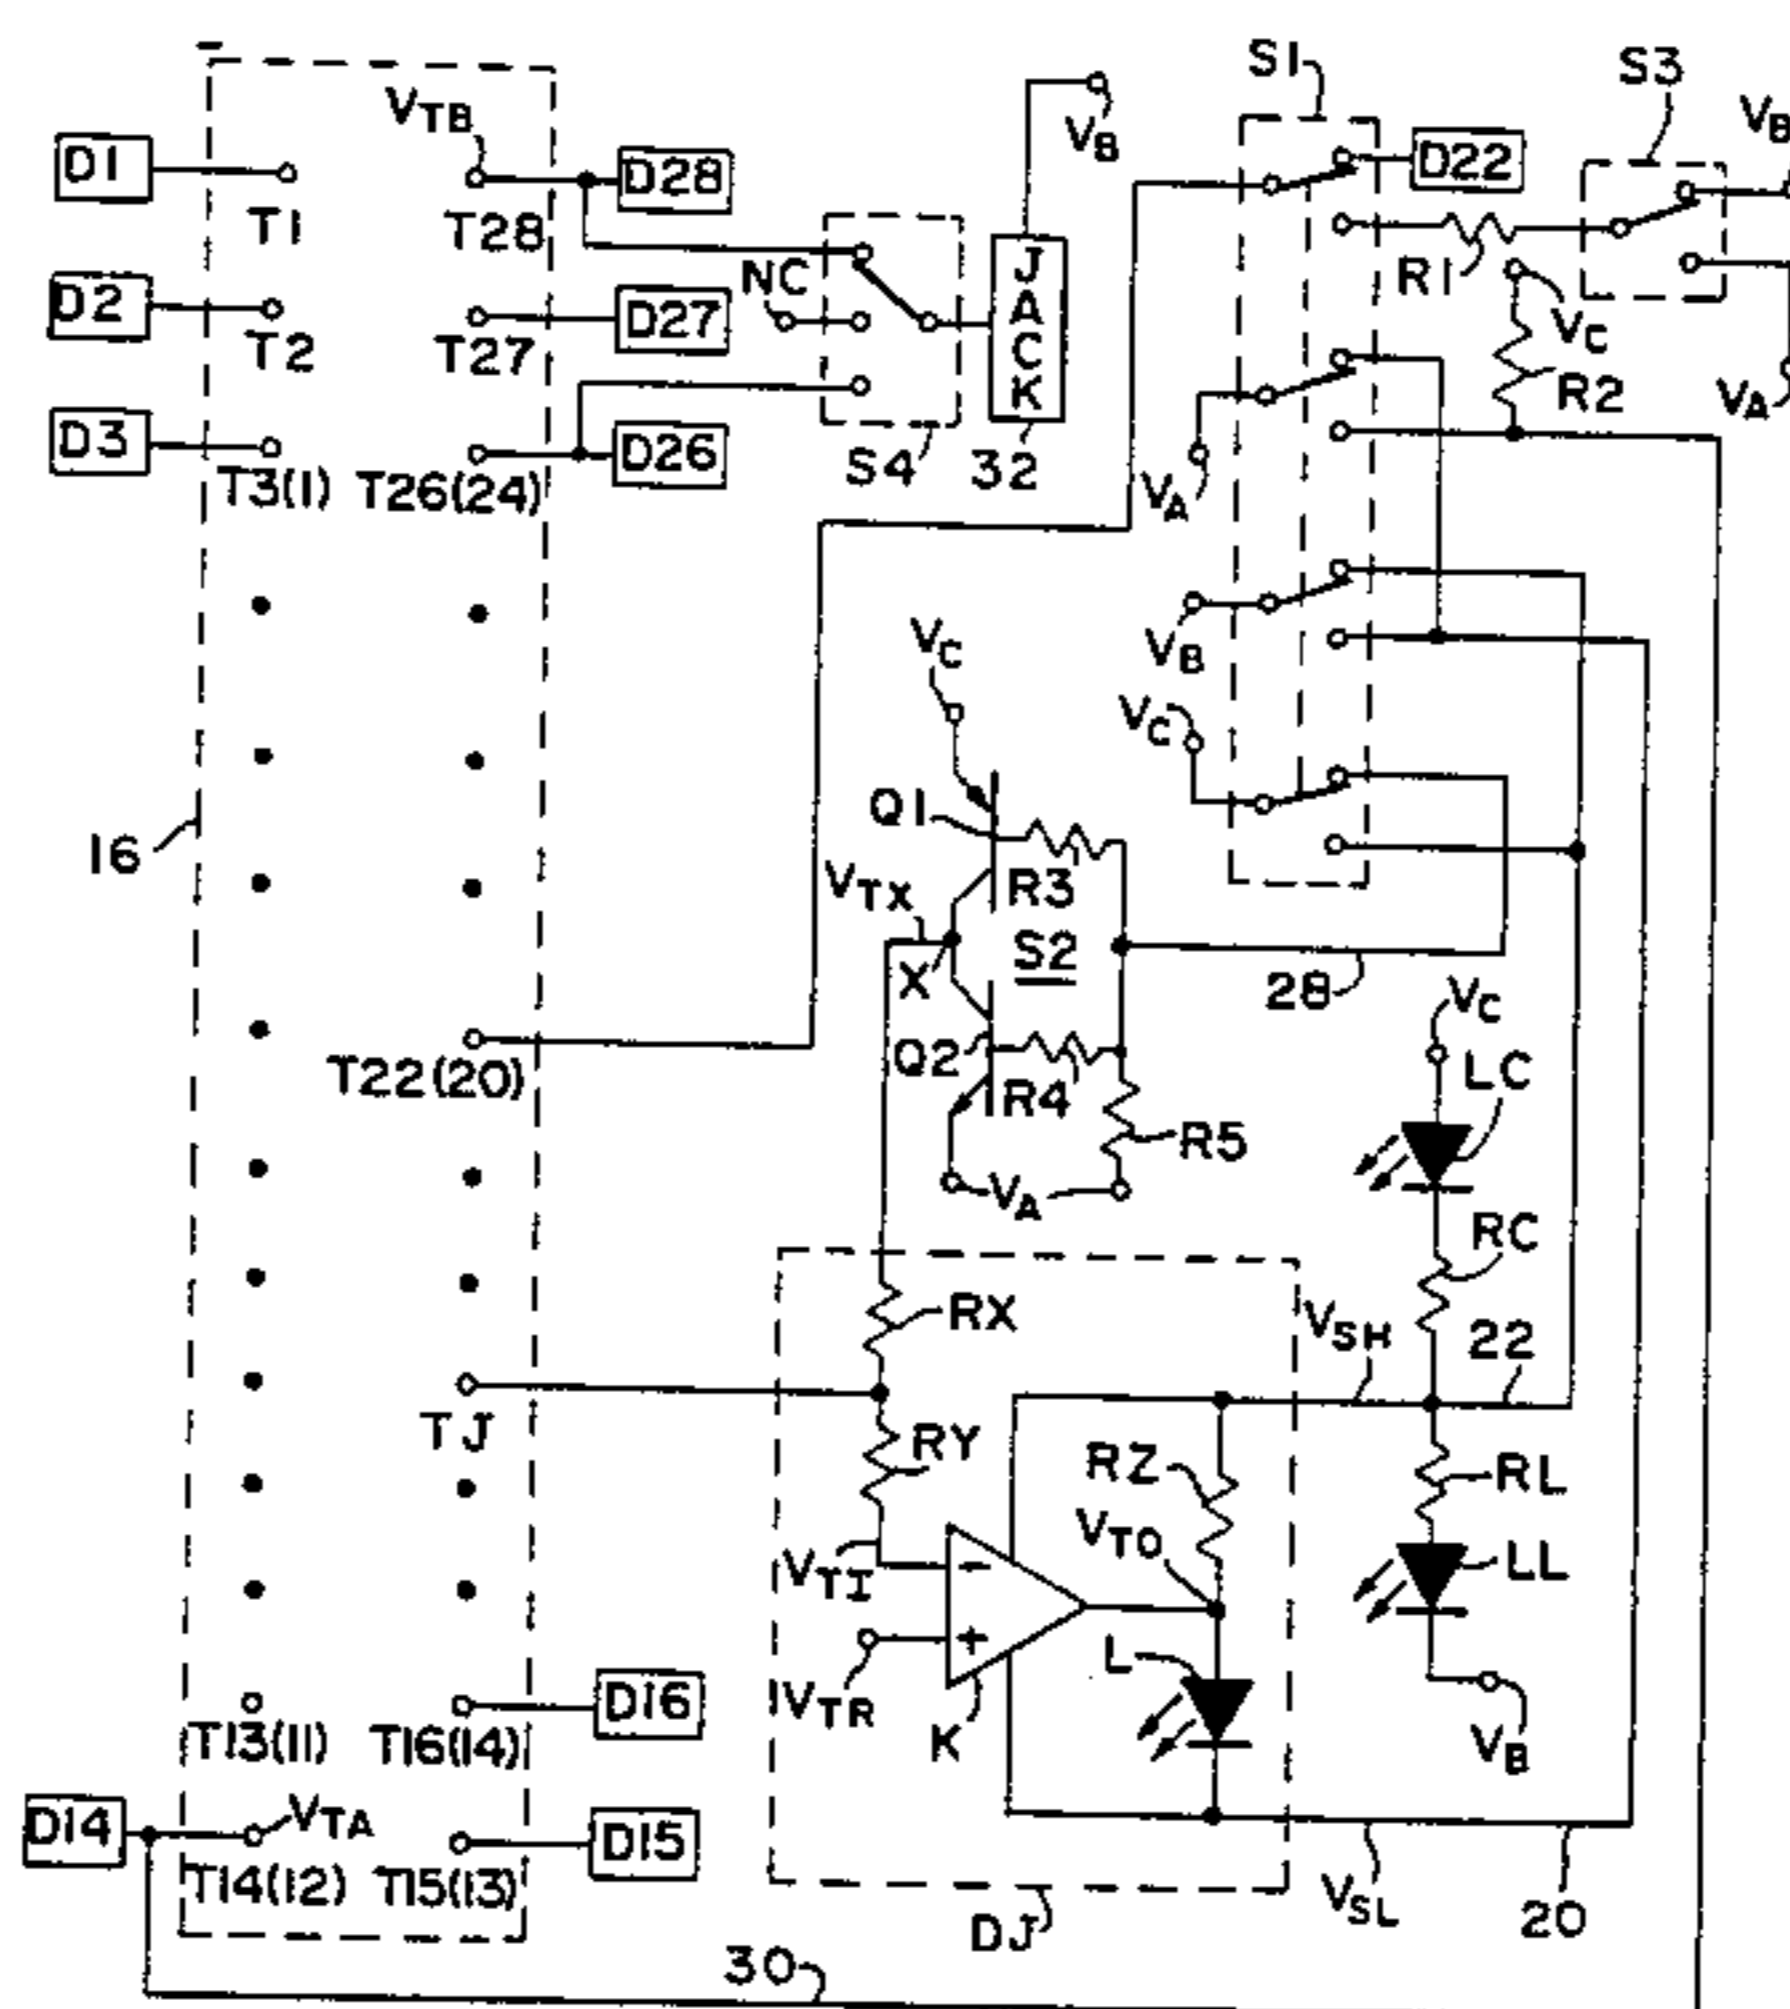 S1
S3
VB
VTB
VB
D1
D28
D22
T1
T28
NC
JACK
R1
D2
D27
VC
T2
T27
R2
VA
D3
D26
S4
32
T3(1)
T26(24)
VA
VC
VB
VC
Q1
16
R3
VTX
S2
X
28
VC
Q2
LC
T22(20)
R4
R5
VA
RC
RX
VSH
22
TJ
RY
RZ
RL
VTO
LL
VTI
−
+
L
VTR
K
D16
VB
T13(11)
T16(14)
D14
VTA
D15
T14(12)
T15(13)
VSL
20
DJ
30